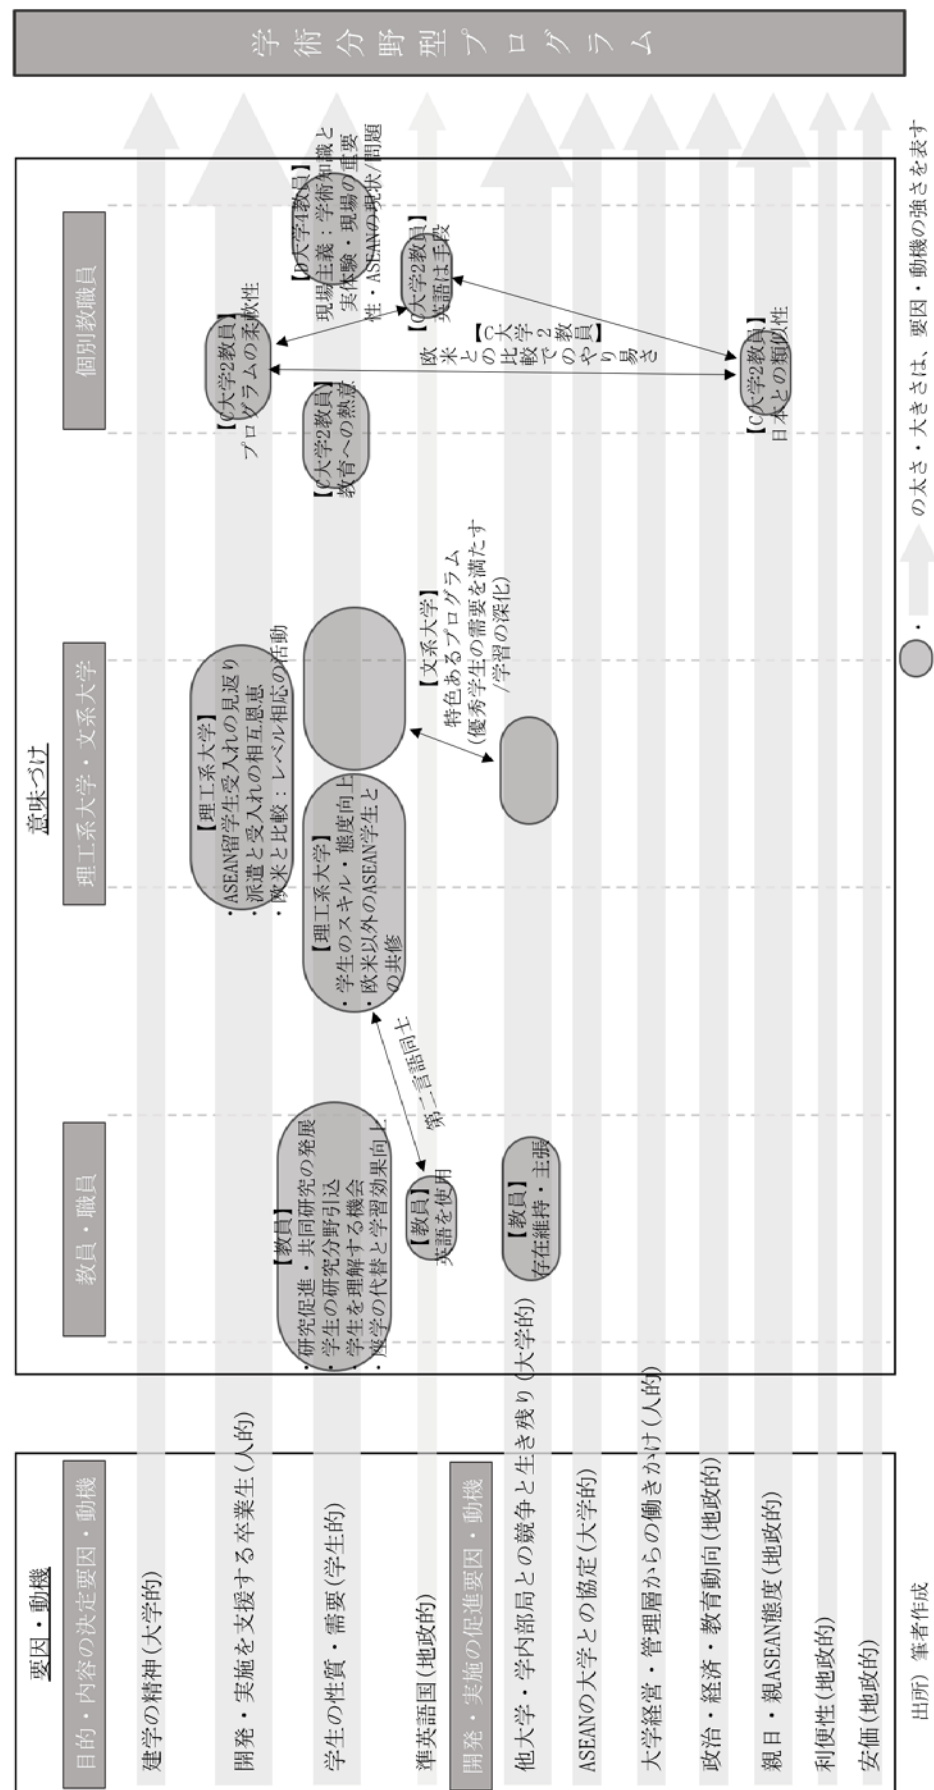 要因・動機
目的・内容の決定要因・動機
建学の精神(大学的)
開発・実施を支援する卒業生(人的)
学生の性質・需要(学生的)
準英語国(地政的)
開発・実施の促進要因・動機
他大学・学内部局との競争と生き残り(大学的)
ASEANの大学との協定(大学的)
大学経営・管理層からの働きかけ(人的)
政治・経済・教育動向(地政的)
親日・親ASEAN態度(地政的)
利便性(地政的)
安価(地政的)
意味づけ
教員・職員
【教員】
・研究促進・共同研究の発展
・学生の研究分野引込
・学生を理解する機会
・座学の代替と学習効果向上
【教員】
英語を使用
【教員】
存在維持・主張
第二言語同士
理工系大学・文系大学
【理工系大学】
・ASEAN留学生受入れの見返り
・派遣と受入れの相互恩恵
・欧米と比較：レベル相応の活動
【理工系大学】
・学生のスキル・態度向上
・欧米以外のASEAN学生と
の共修
【文系大学】
特色あるプログラム
(優秀学生の需要を満たす
/学習の深化)
個別教職員
【C大学2教員】
プログラムの柔軟性
【C大学2教員】
教育への熱意
【D大学4教員】
現場主義：学術知識と
実体験・現場の重要
性・ASEANの現状/問題
【C大学2教員】
英語は手段
【C大学2教員】
欧米との比較でのやり易さ
【C大学2教員】
日本との類似性
学術分野型プログラム
・
の太さ・大きさは、要因・動機の強さを表す
出所）筆者作成